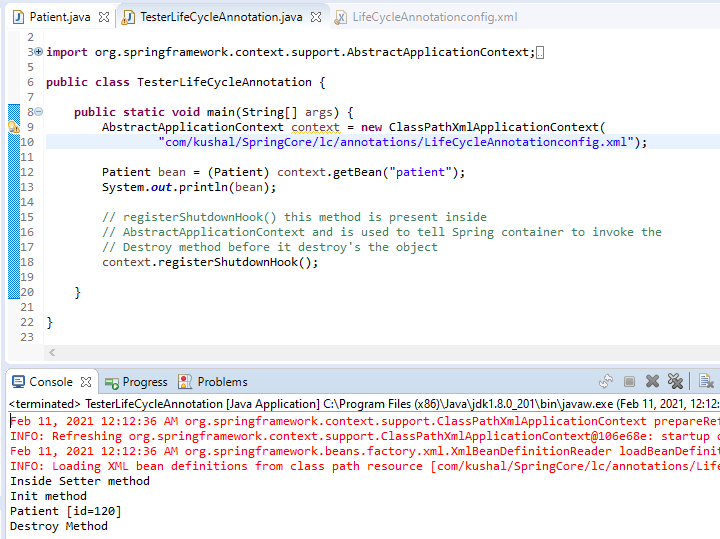 Patient.java
TesterLifeCycleAnnotation.java
LifeCycleAnnotationconfig.xml
2
3 import org.springframework.context.support.AbstractApplicationContext;
5
6 public class TesterLifeCycleAnnotation {
7
8 public static void main(String[] args) {
9 AbstractApplicationContext context = new ClassPathXmlApplicationContext(
10 "com/kushal/SpringCore/lc/annotations/LifeCycleAnnotationconfig.xml");
11
12 Patient bean = (Patient) context.getBean("patient");
13 System.out.println(bean);
14
15 // registerShutdownHook() this method is present inside
16 // AbstractApplicationContext and is used to tell Spring container to invoke the
17 // Destroy method before it destroy's the object
18 context.registerShutdownHook();
19
20 }
21
22 }
23
Console Progress Problems
<terminated> TesterLifeCycleAnnotation [Java Application] C:\Program Files (x86)\Java\jdk1.8.0_201\bin\javaw.exe (Feb 11, 2021, 12:12:
Feb 11, 2021 12:12:36 AM org.springframework.context.support.ClassPathXmlApplicationContext prepareRef
INFO: Refreshing org.springframework.context.support.ClassPathXmlApplicationContext@106e68e: startup d
Feb 11, 2021 12:12:36 AM org.springframework.beans.factory.xml.XmlBeanDefinitionReader loadBeanDefinit
INFO: Loading XML bean definitions from class path resource [com/kushal/SpringCore/lc/annotations/Life
Inside Setter method
Init method
Patient [id=120]
Destroy Method